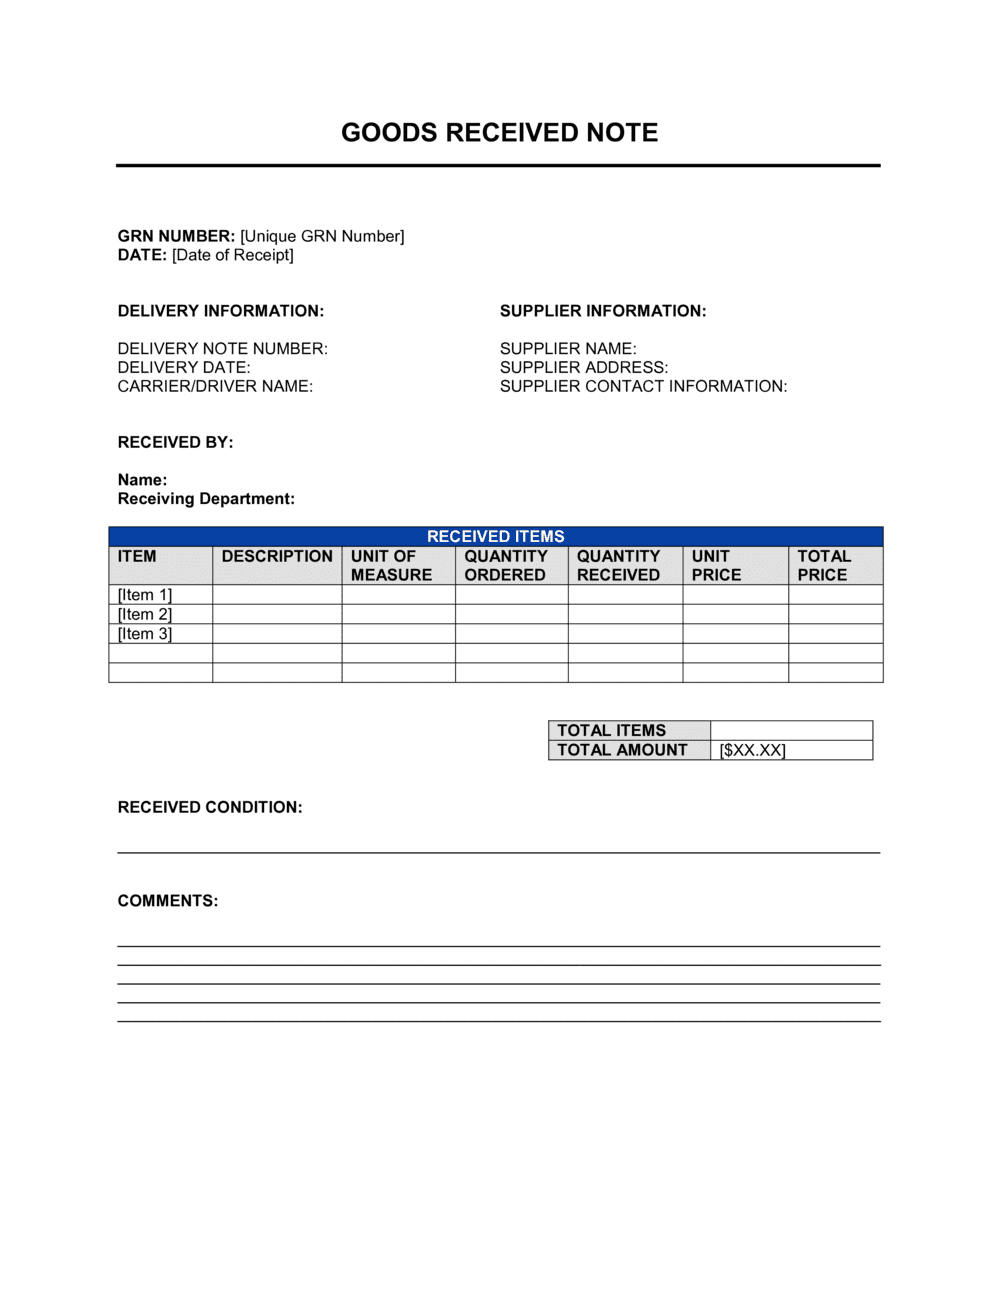 GOODS RECEIVED NOTE
GRN NUMBER: [Unique GRN Number]
DATE: [Date of Receipt]
DELIVERY INFORMATION:
DELIVERY NOTE NUMBER:
DELIVERY DATE:
CARRIER/DRIVER NAME:
SUPPLIER INFORMATION:
SUPPLIER NAME:
SUPPLIER ADDRESS:
SUPPLIER CONTACT INFORMATION:
RECEIVED BY:
Name:
Receiving Department:
RECEIVED ITEMS
ITEM DESCRIPTION UNIT OF QUANTITY QUANTITY UNIT TOTAL
MEASURE ORDERED RECEIVED PRICE PRICE
[Item 1]
[Item 2]
[Item 3]
TOTAL ITEMS
TOTAL AMOUNT [$XX.XX]
RECEIVED CONDITION:
COMMENTS: